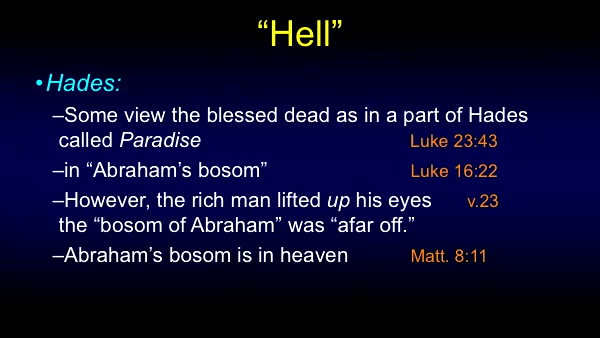 “Hell”
•Hades:
–Some view the blessed dead as in a part of Hades
called Paradise Luke 23:43
–in “Abraham’s bosom” Luke 16:22
–However, the rich man lifted up his eyes v.23
the “bosom of Abraham” was “afar off.”
–Abraham’s bosom is in heaven Matt. 8:11